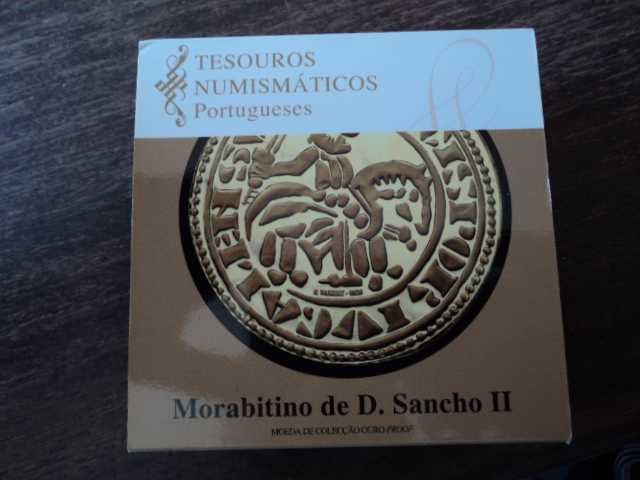 TESOUROS
NUMISMÁTICOS
Portugueses
Morabitino de D. Sancho II
MOEDA DE COLECÇÃO OURO PROOF